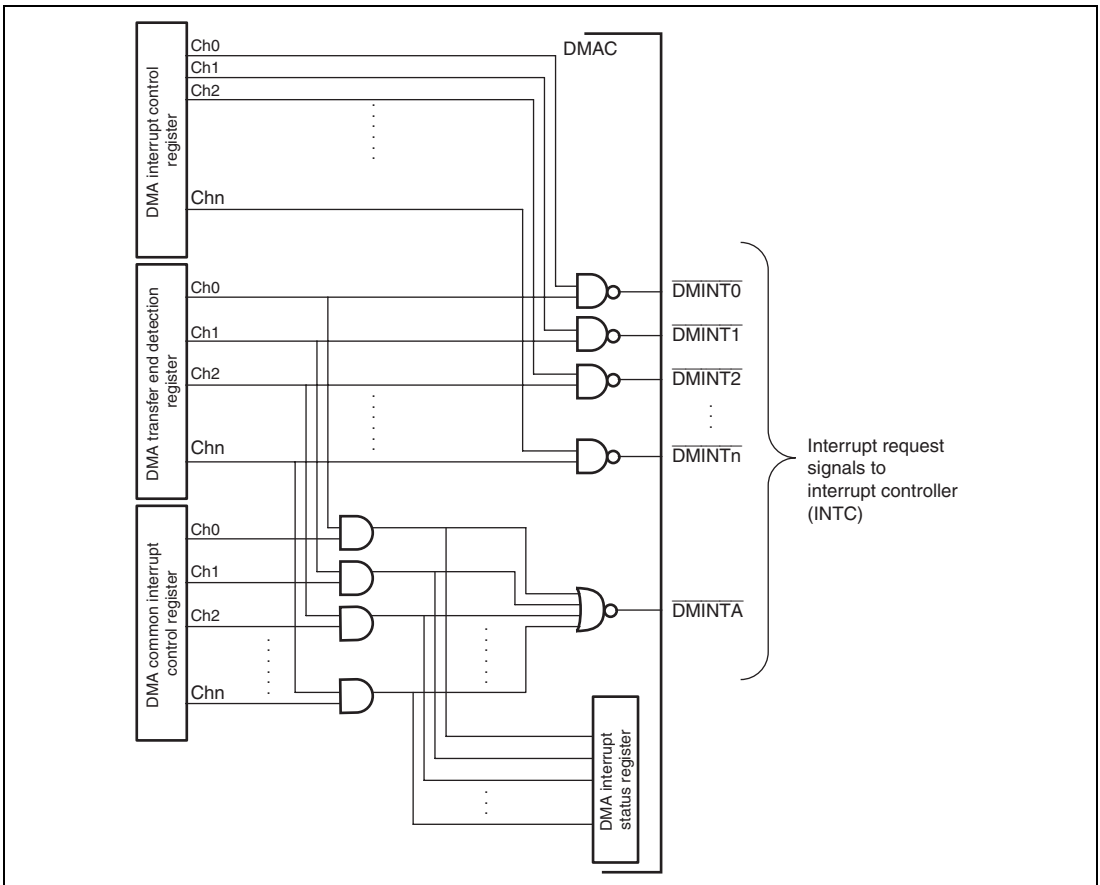 DMAC
DMA interrupt control
register
Ch0
Ch1
Ch2
Chn
DMA transfer end detection
register
Ch0
Ch1
Ch2
Chn
DMA common interrupt
control register
Ch0
Ch1
Ch2
Chn
DMINT0
DMINT1
DMINT2
DMINTn
DMINTA
Interrupt request
signals to
interrupt controller
(INTC)
DMA interrupt
status register